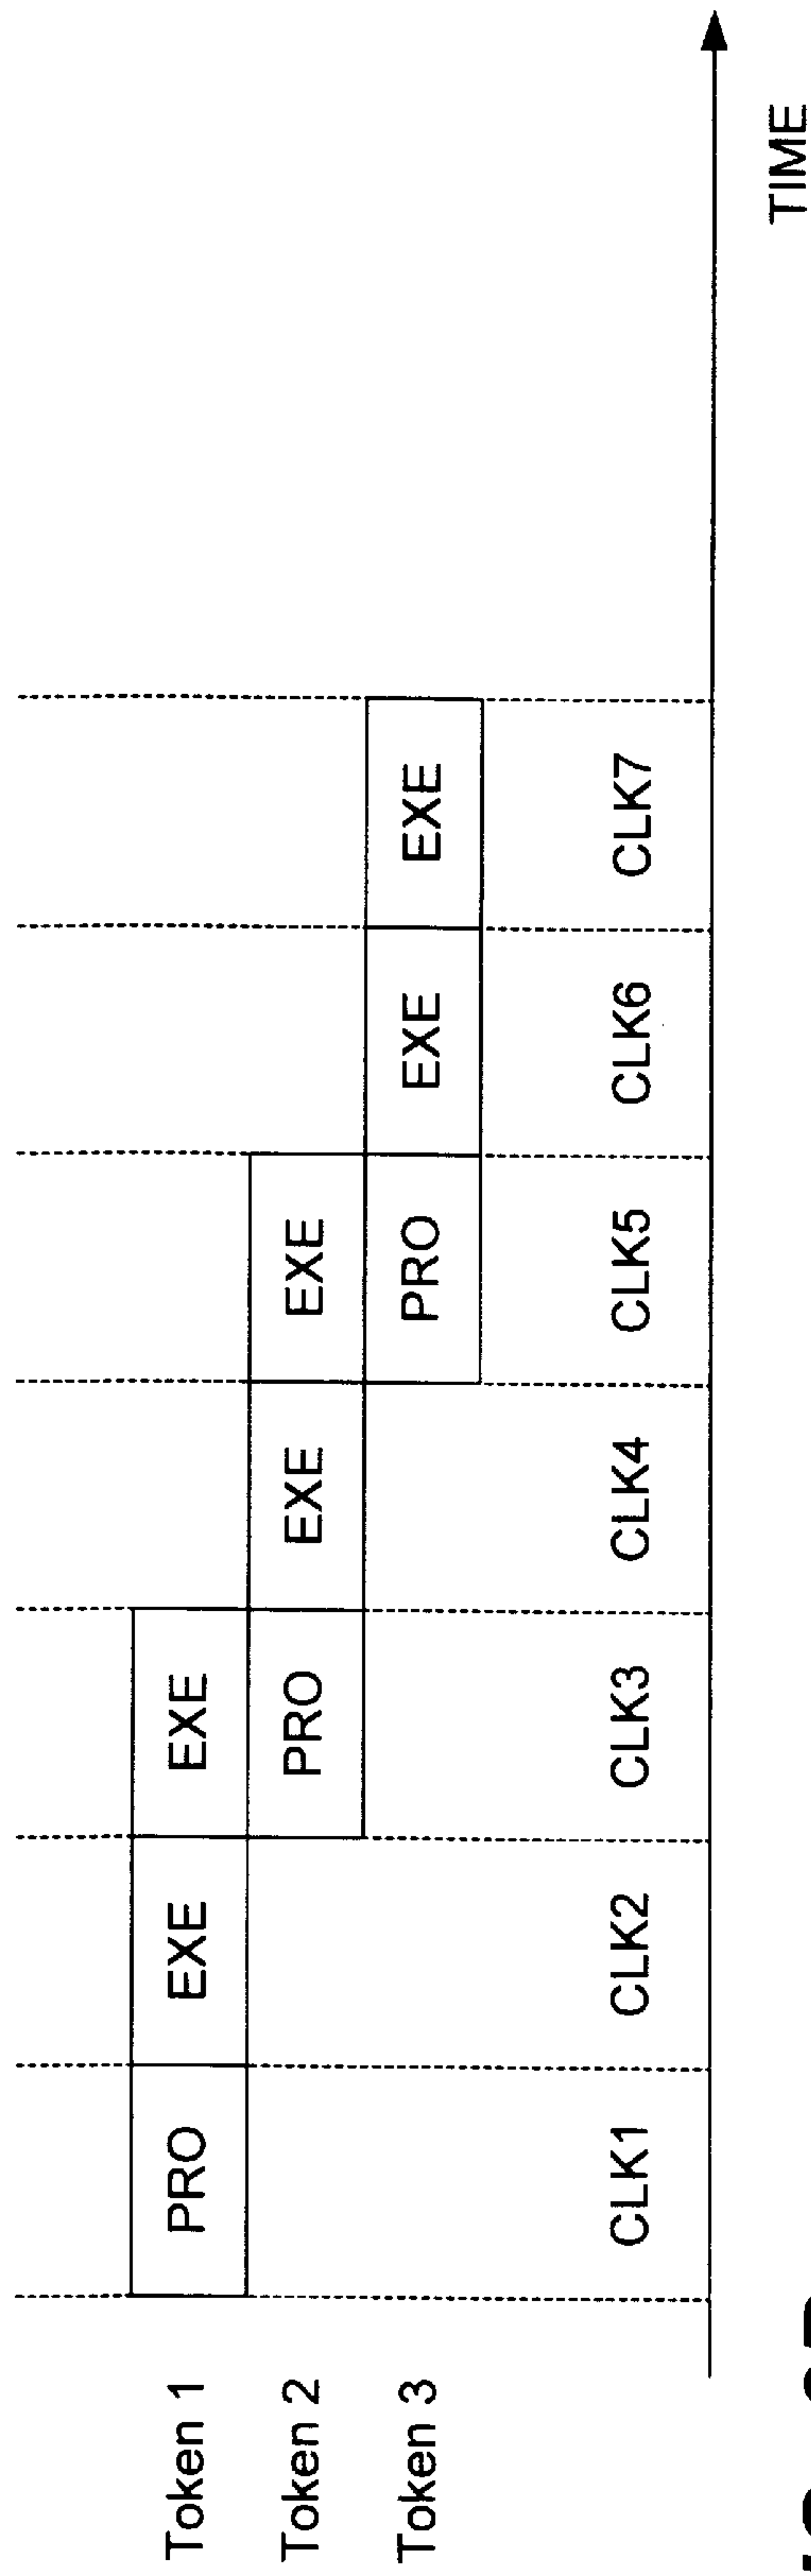 Token 1 PRO EXE EXE
Token 2 PRO EXE EXE
Token 3 PRO EXE EXE
CLK1 CLK2 CLK3 CLK4 CLK5 CLK6 CLK7
TIME